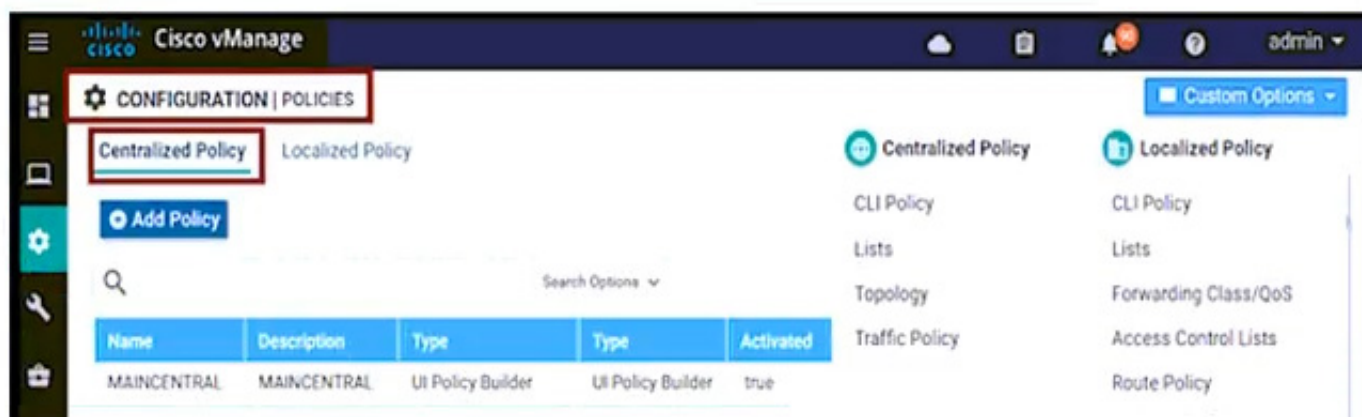 cisco Cisco vManage admin
CONFIGURATION | POLICIES
Custom Options
Centralized Policy Localized Policy
Add Policy
Search Options
Name Description Type Type Activated
MAINCENTRAL MAINCENTRAL UI Policy Builder UI Policy Builder true
Centralized Policy
CLI Policy
Lists
Topology
Traffic Policy
Localized Policy
CLI Policy
Lists
Forwarding Class/QoS
Access Control Lists
Route Policy